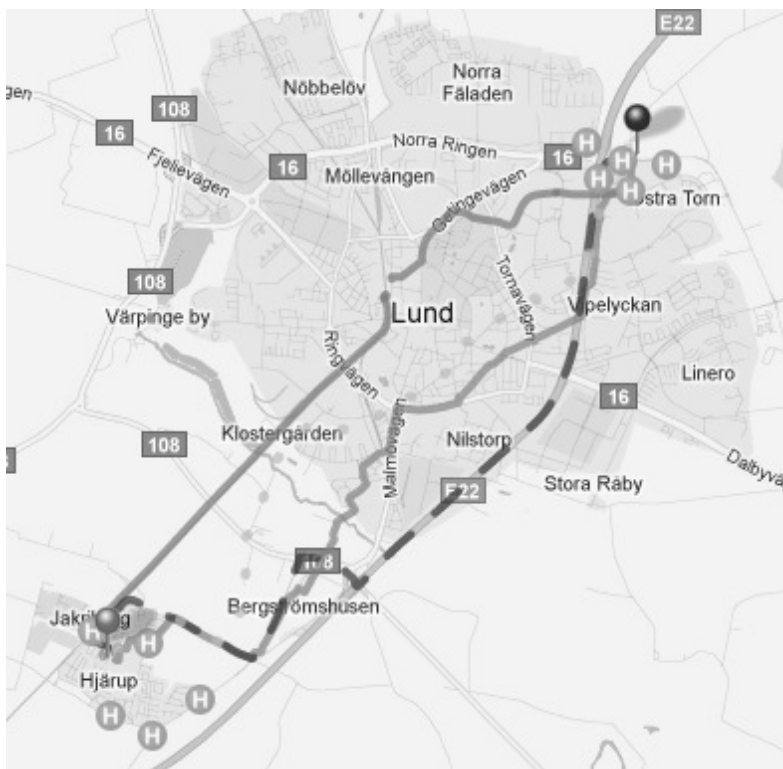 E22
Norra
Fäladen
Nöbbelöv
108
16
Fjelievägen
16
Norra Ringen
16
H
H
H
H
H
Möllevången
Getingevägen
Östra Torn
Tornavägen
108
Värpinge by
Lund
Vipelyckan
Ringvägen
Linero
16
Klostergården
108
Malmövägen
Nilstorp
Dalbyvä
E22
Stora Råby
108
Bergströmshusen
H
H
Hjärup
H
H
H